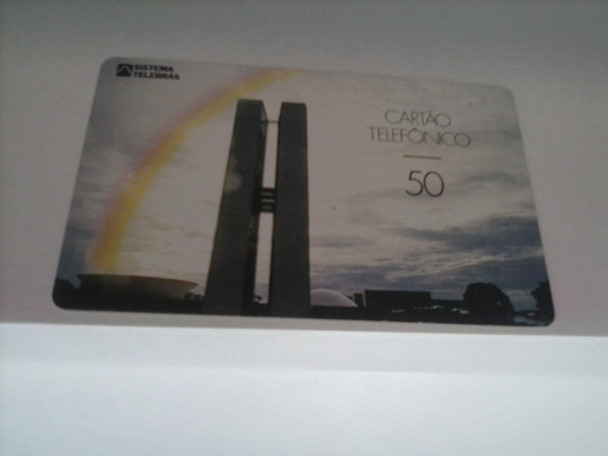 SISTEMA
TELEBRÁS
CARTÃO
TELEFÔNICO
50